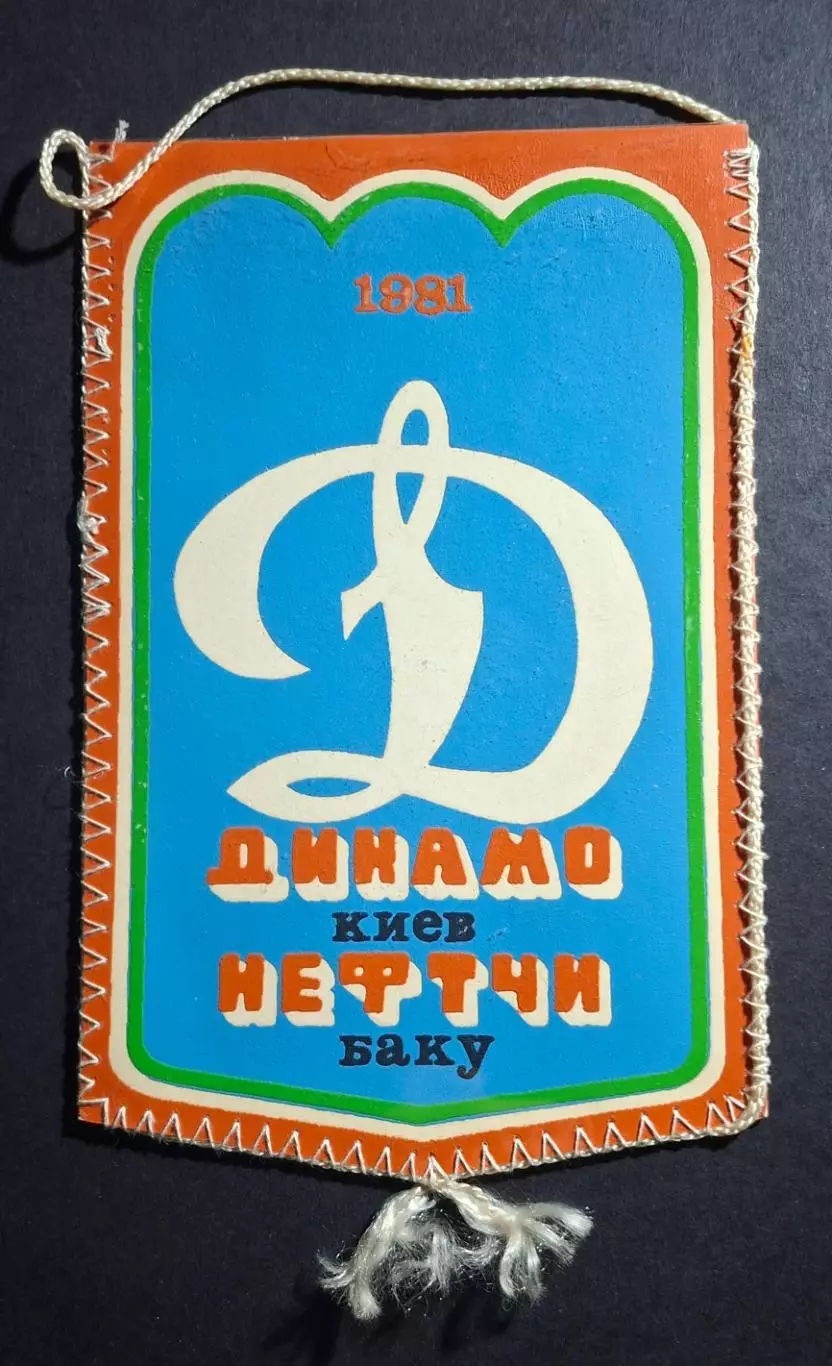 1981
Д
ДИНАМО
киев
НЕФТЧИ
баку